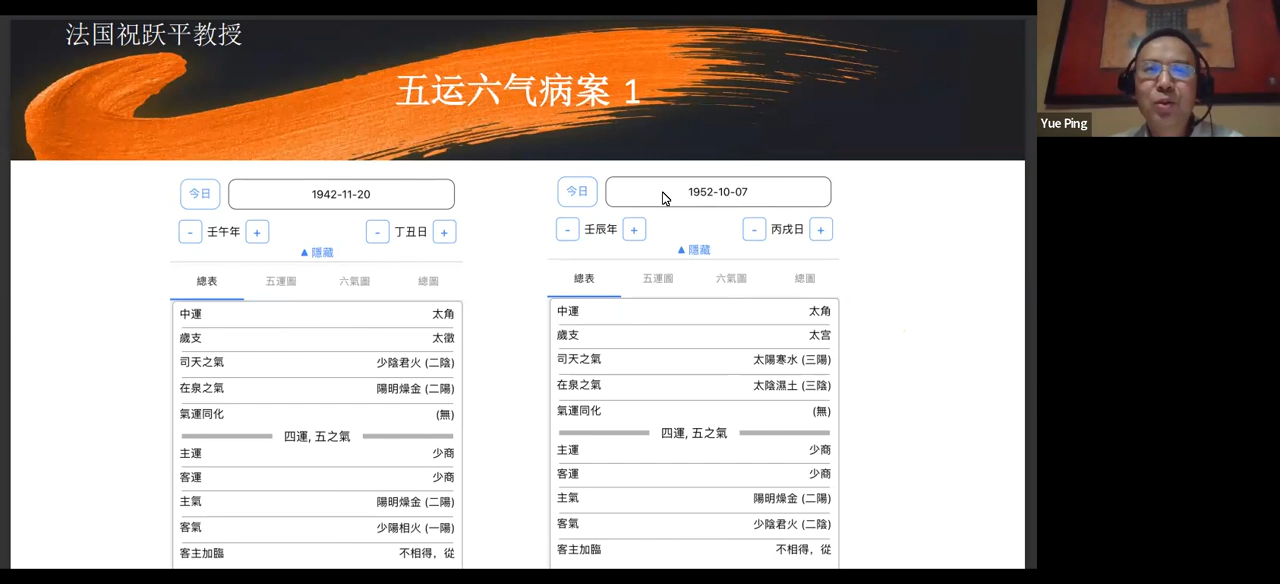 法国祝跃平教授
五运六气病案 1
Yue Ping
今日
1942-11-20
- 壬午年 +
- 丁丑日 +
▲隱藏
總表 五運圖 六氣圖 總圖
中運 太角
歲支 太徵
司天之氣 少陰君火 (二陰)
在泉之氣 陽明燥金 (二陽)
氣運同化 (無)
四運, 五之氣
主運 少商
客運 少商
主氣 陽明燥金 (二陽)
客氣 少陽相火 (一陽)
客主加臨 不相得，從
今日
1952-10-07
- 壬辰年 +
- 丙戌日 +
▲隱藏
總表 五運圖 六氣圖 總圖
中運 太角
歲支 太宮
司天之氣 太陽寒水 (三陽)
在泉之氣 太陰濕土 (三陰)
氣運同化 (無)
四運, 五之氣
主運 少商
客運 少商
主氣 陽明燥金 (二陽)
客氣 少陰君火 (二陰)
客主加臨 不相得，從